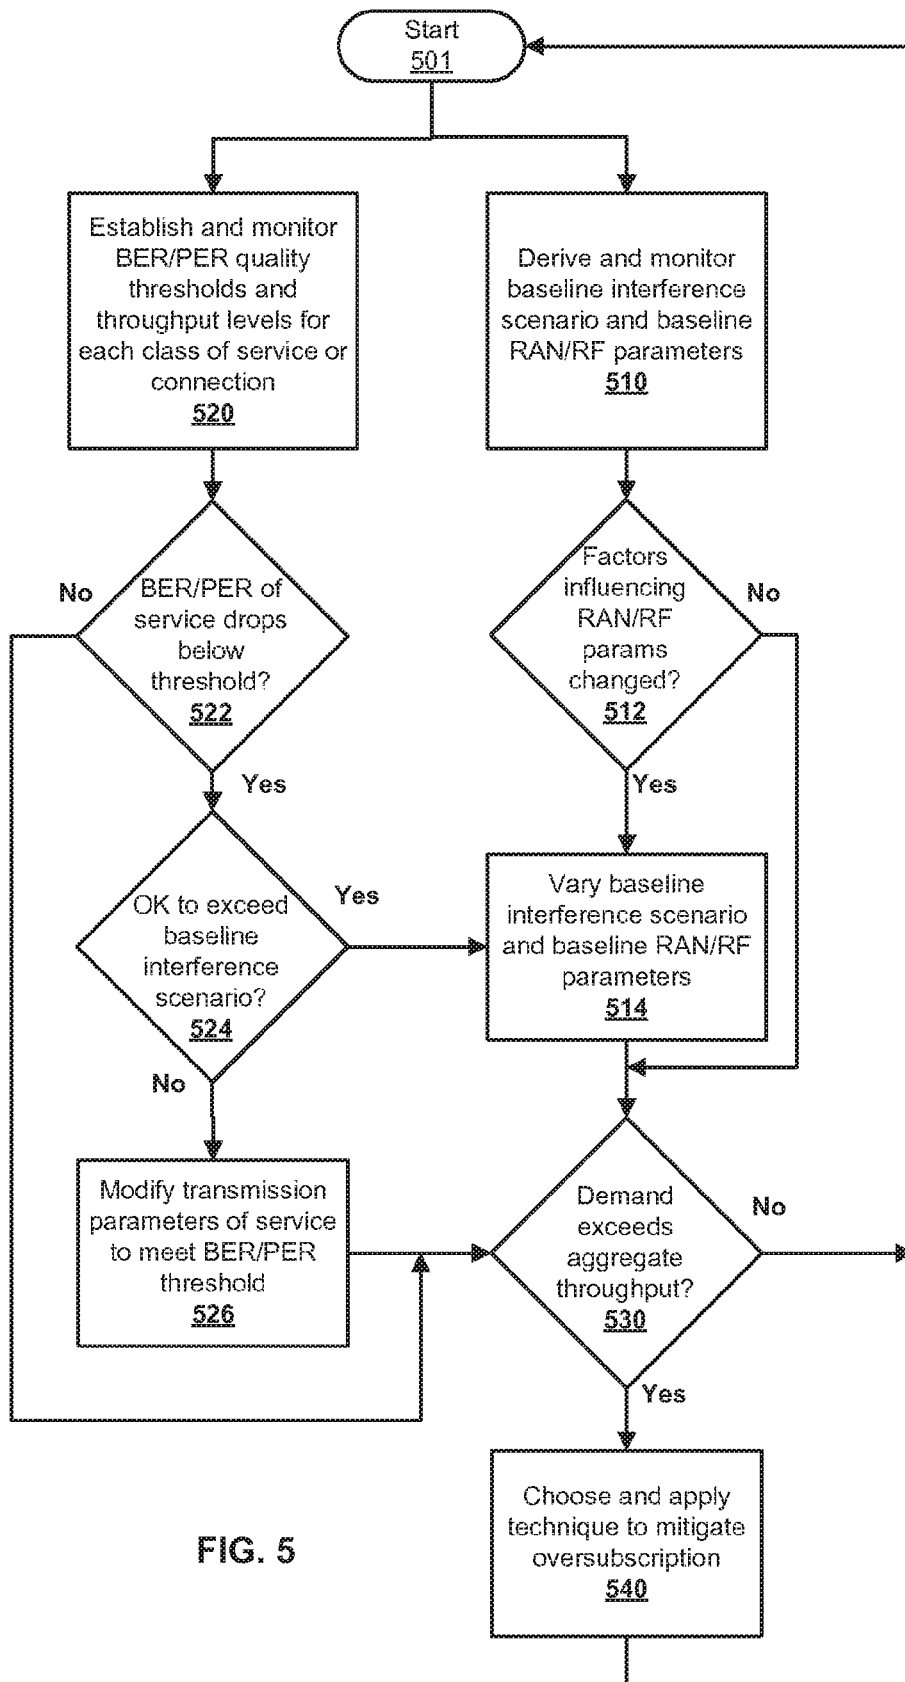 Start
501
Establish and monitor
BER/PER quality
thresholds and
throughput levels for
each class of service or
connection
520
Derive and monitor
baseline interference
scenario and baseline
RAN/RF parameters
510
No
BER/PER of
service drops
below
threshold?
522
Yes
Factors
influencing
RAN/RF
params
changed?
512
No
Yes
OK to exceed
baseline
interference
scenario?
524
Yes
No
Vary baseline
interference scenario
and baseline RAN/RF
parameters
514
Modify transmission
parameters of service
to meet BER/PER
threshold
526
Demand
exceeds
aggregate
throughput?
530
No
Yes
Choose and apply
technique to mitigate
oversubscription
540
FIG. 5